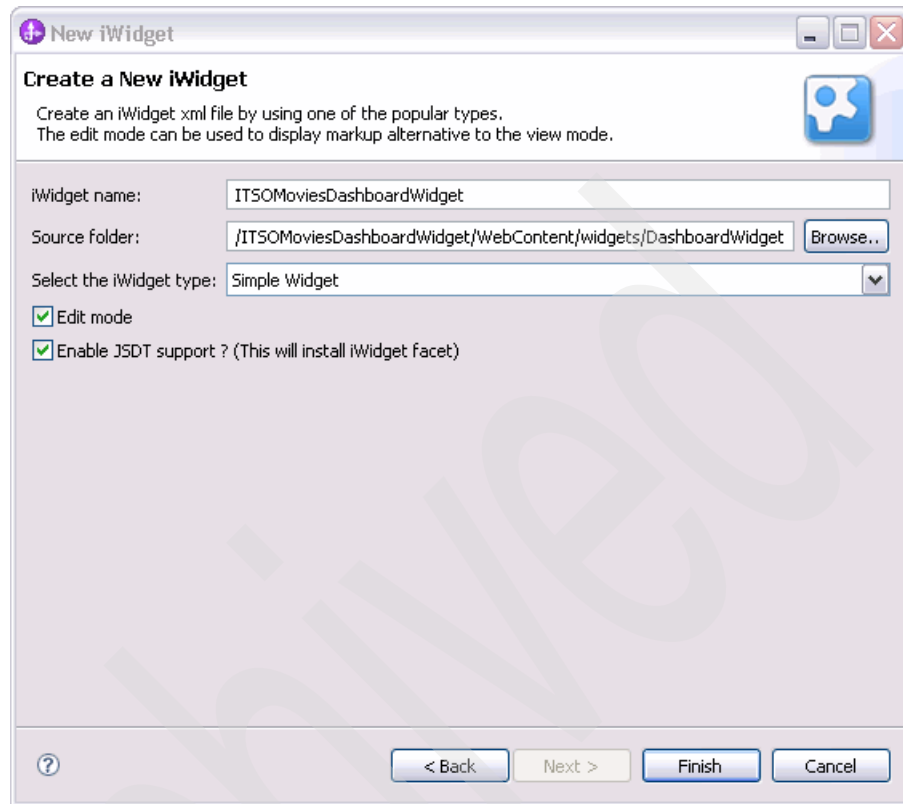 New iWidget
Create a New iWidget
Create an iWidget xml file by using one of the popular types.
The edit mode can be used to display markup alternative to the view mode.
iWidget name: ITSOMoviesDashboardWidget
Source folder: /ITSOMoviesDashboardWidget/WebContent/widgets/DashboardWidget Browse..
Select the iWidget type: Simple Widget
Edit mode
Enable JSDT support ? (This will install iWidget facet)
hived
? < Back Next > Finish Cancel